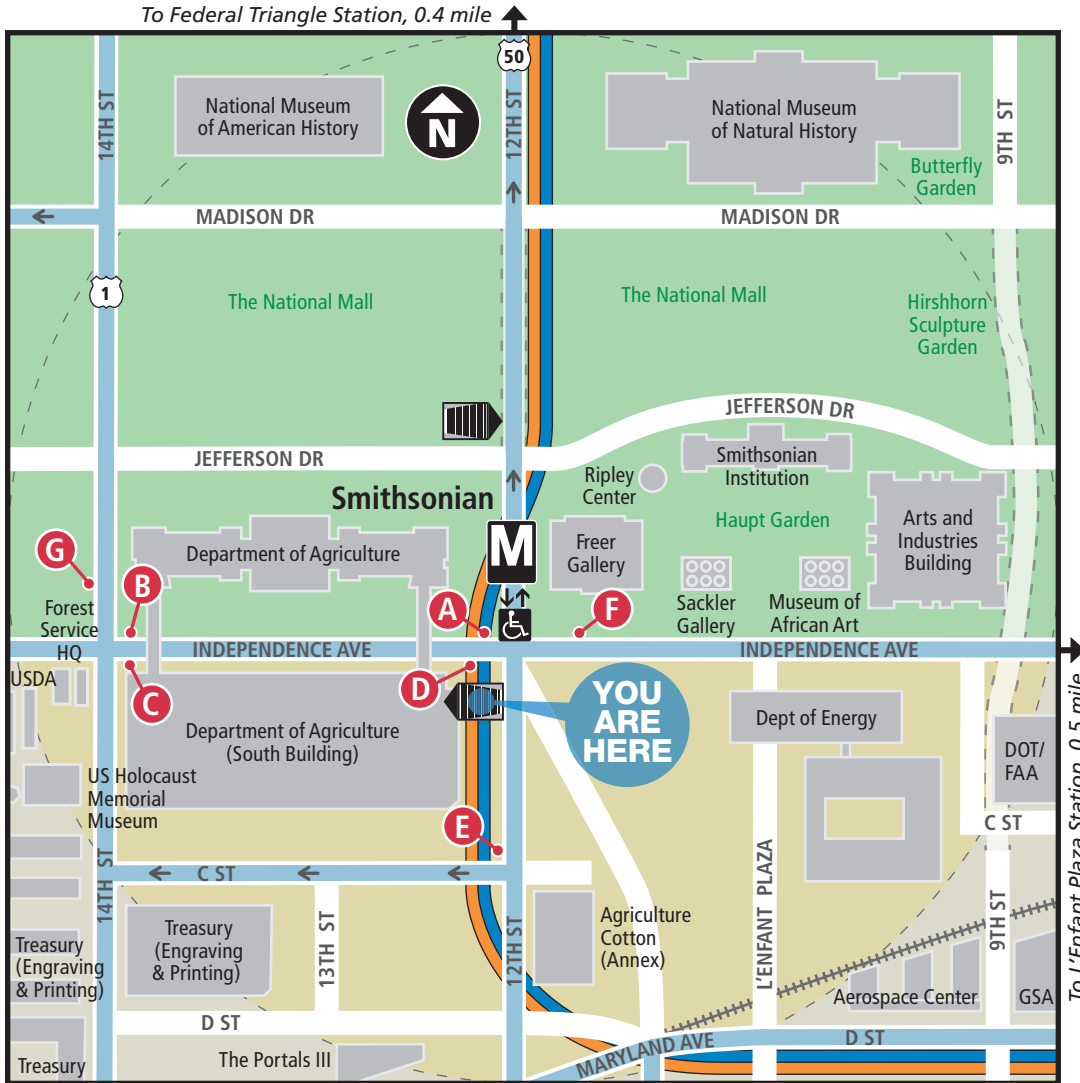 To Federal Triangle Station, 0.4 mile
50
14TH ST
National Museum
of American History
N
12TH ST
National Museum
of Natural History
9TH ST
Butterfly
Garden
MADISON DR
MADISON DR
1
The National Mall
The National Mall
Hirshhorn
Sculpture
Garden
JEFFERSON DR
JEFFERSON DR
Smithsonian
Institution
Ripley
Center
Smithsonian
M
Haupt Garden
Arts and
Industries
Building
Department of Agriculture
Freer
Gallery
G
B
A
F
Sackler
Gallery
Museum of
African Art
Forest
Service
HQ
INDEPENDENCE AVE
INDEPENDENCE AVE
USDA
C
D
YOU
ARE
HERE
Dept of Energy
Department of Agriculture
(South Building)
DOT/
FAA
US Holocaust
Memorial
Museum
E
C ST
To L'Enfant Plaza Station, 0.5 mile
14TH ST
C ST
L'ENFANT PLAZA
9TH ST
Treasury
(Engraving
& Printing)
Treasury
(Engraving
& Printing)
13TH ST
12TH ST
Agriculture
Cotton
(Annex)
Aerospace Center
GSA
D ST
D ST
MARYLAND AVE
The Portals III
Treasury